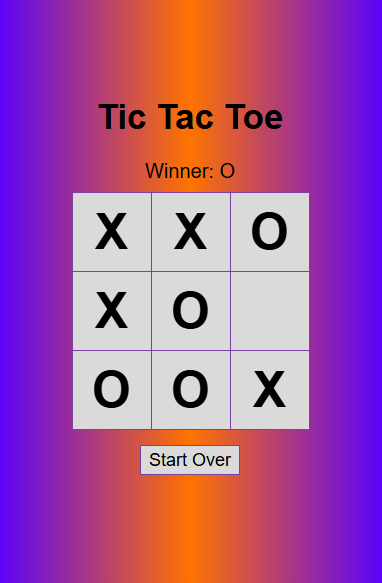 Tic Tac Toe
Winner: O
X X O
X O
O O X
Start Over